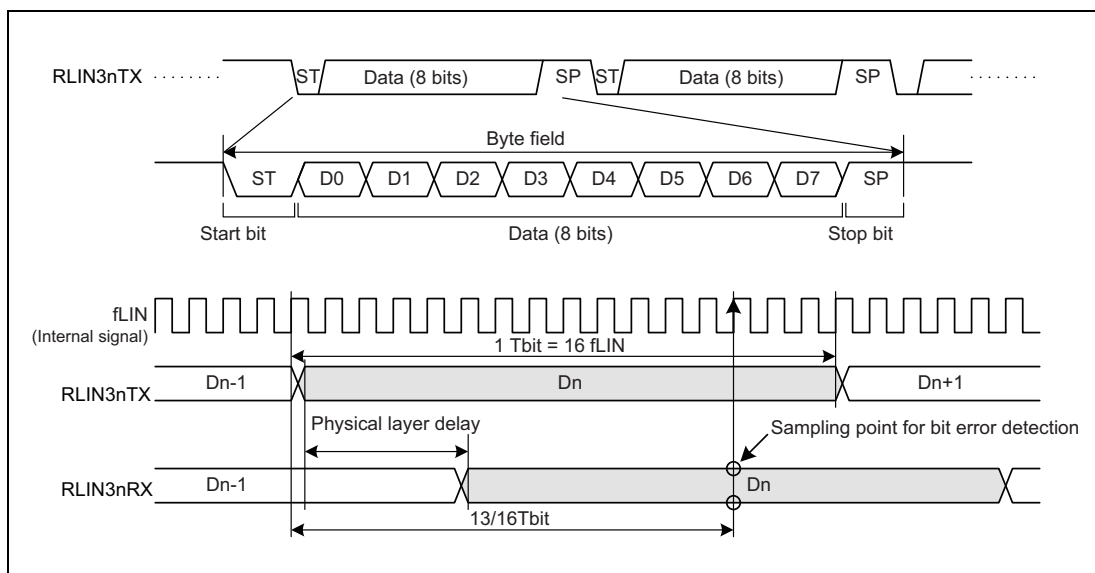 RLIN3nTX ST Data (8 bits) SP ST Data (8 bits) SP
Byte field
ST D0 D1 D2 D3 D4 D5 D6 D7 SP
Start bit Data (8 bits) Stop bit
fLIN
(Internal signal)
1 Tbit = 16 fLIN
RLIN3nTX Dn-1 Dn Dn+1
Physical layer delay
Sampling point for bit error detection
RLIN3nRX Dn-1 Dn
13/16Tbit